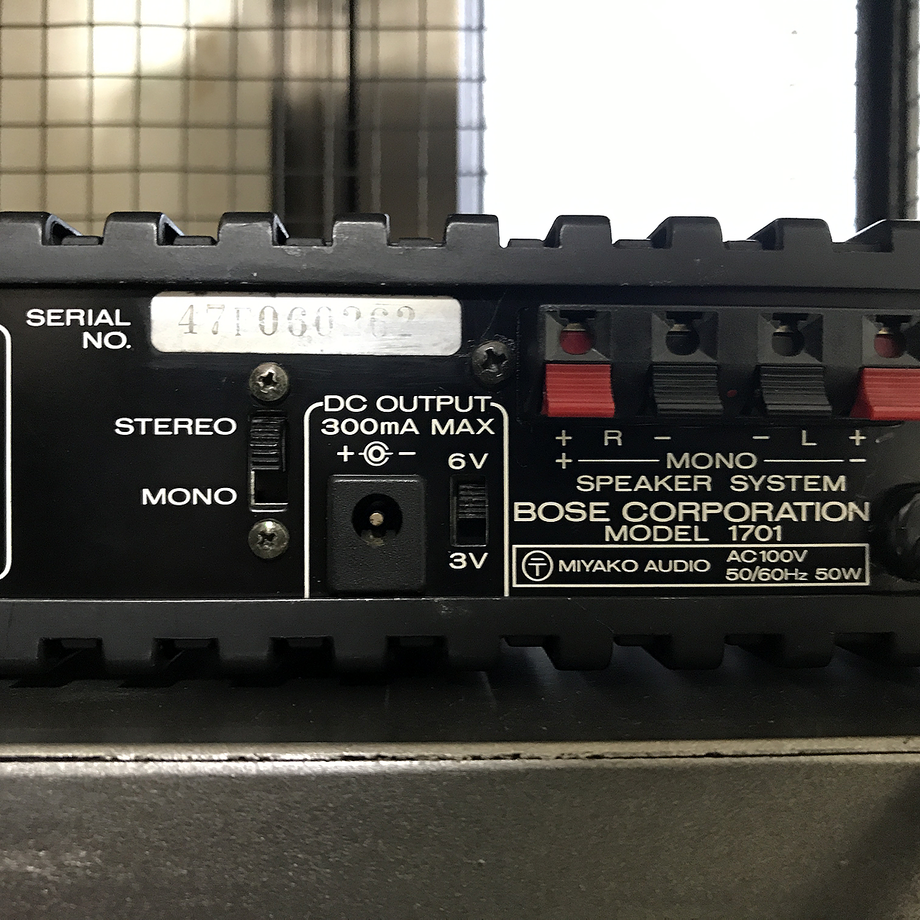 SERIAL
NO.
STEREO
MONO
DC OUTPUT
300mA MAX
+ -
6V
3V
+ R - - L +
+ MONO -
SPEAKER SYSTEM
BOSE CORPORATION
MODEL 1701
T MIYAKO AUDIO
AC100V
50/60Hz 50W